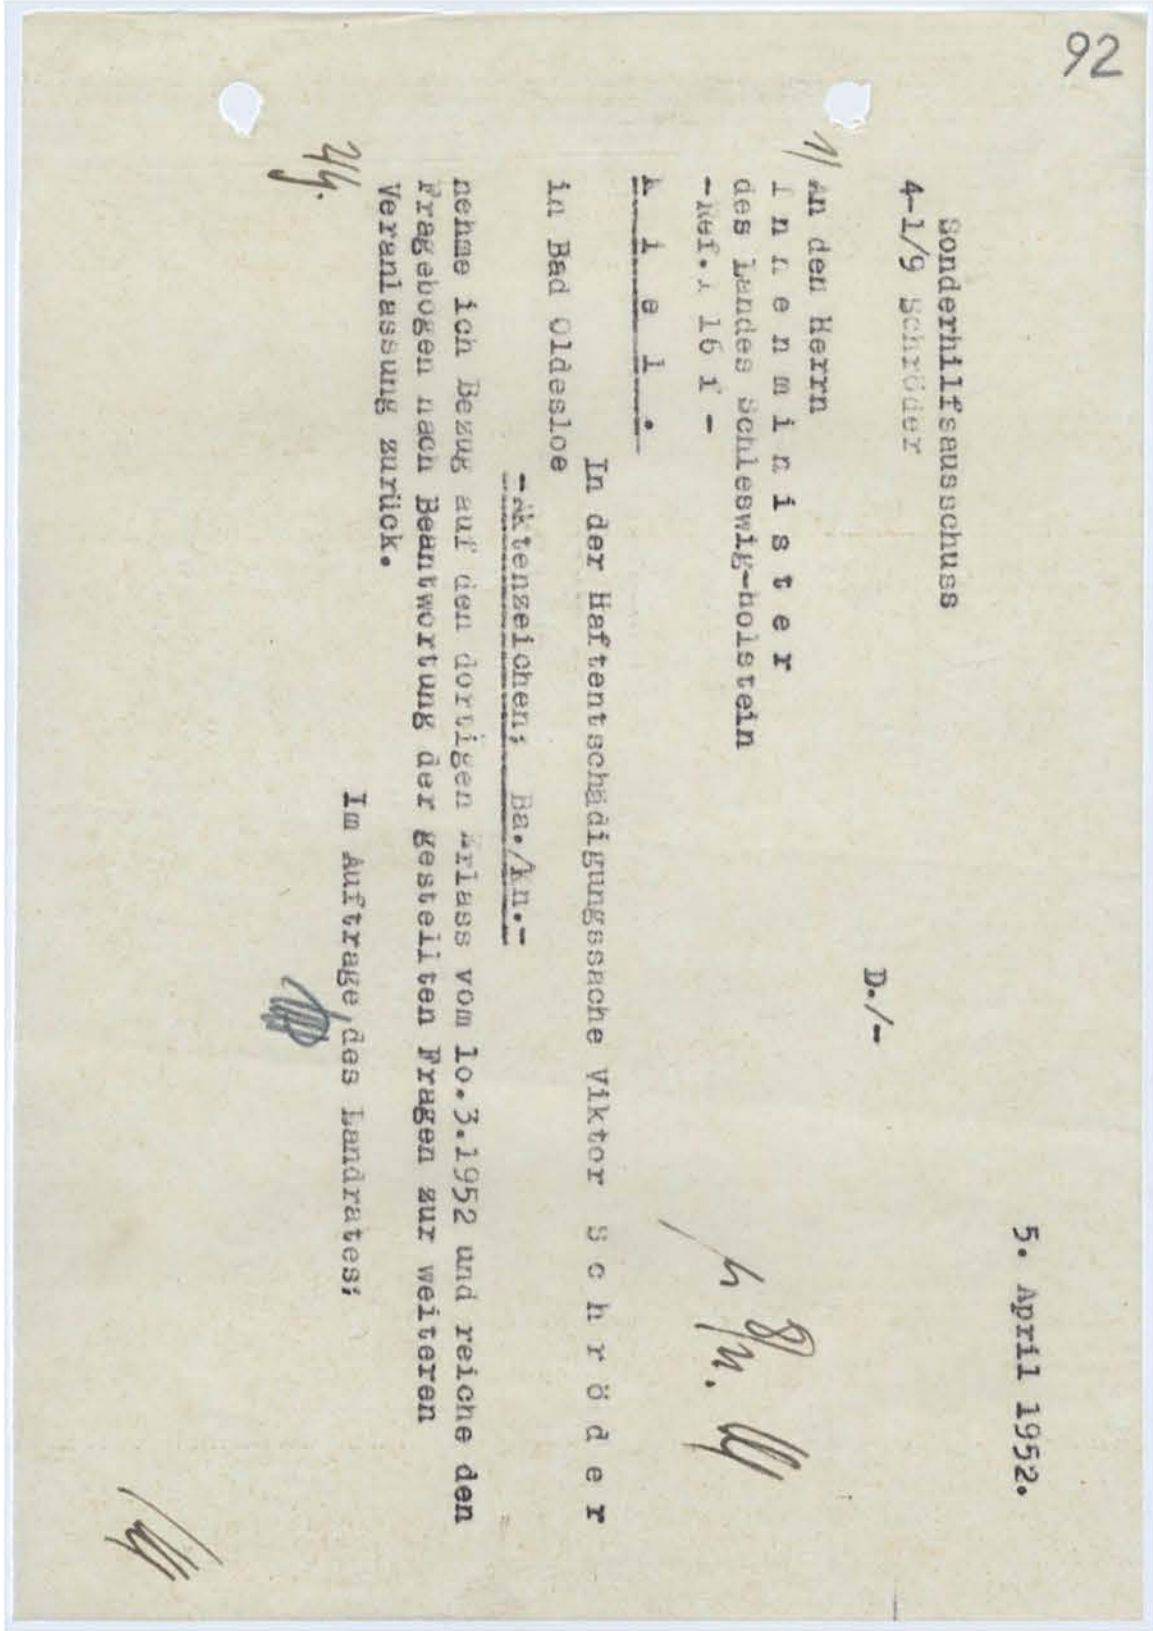 92
5. April 1952.
Sonderhilfsausschuss
4-1/9 Schröder
D./-
1/ An den Herrn
I n n e n m i n i s t e r
des Landes Schleswig-Holstein
-Ref. I 16 f -
K i e l .
In der Haftentschädigungssache Viktor S c h r ö d e r
in Bad Oldesloe
-Aktenzeichen: Ba./Kn.-
nehme ich Bezug auf den dortigen Erlass vom 10.3.1952 und reiche den
Fragebogen nach Beantwortung der gestellten Fragen zur weiteren
Veranlassung zurück.
Im Auftrage des Landrates: